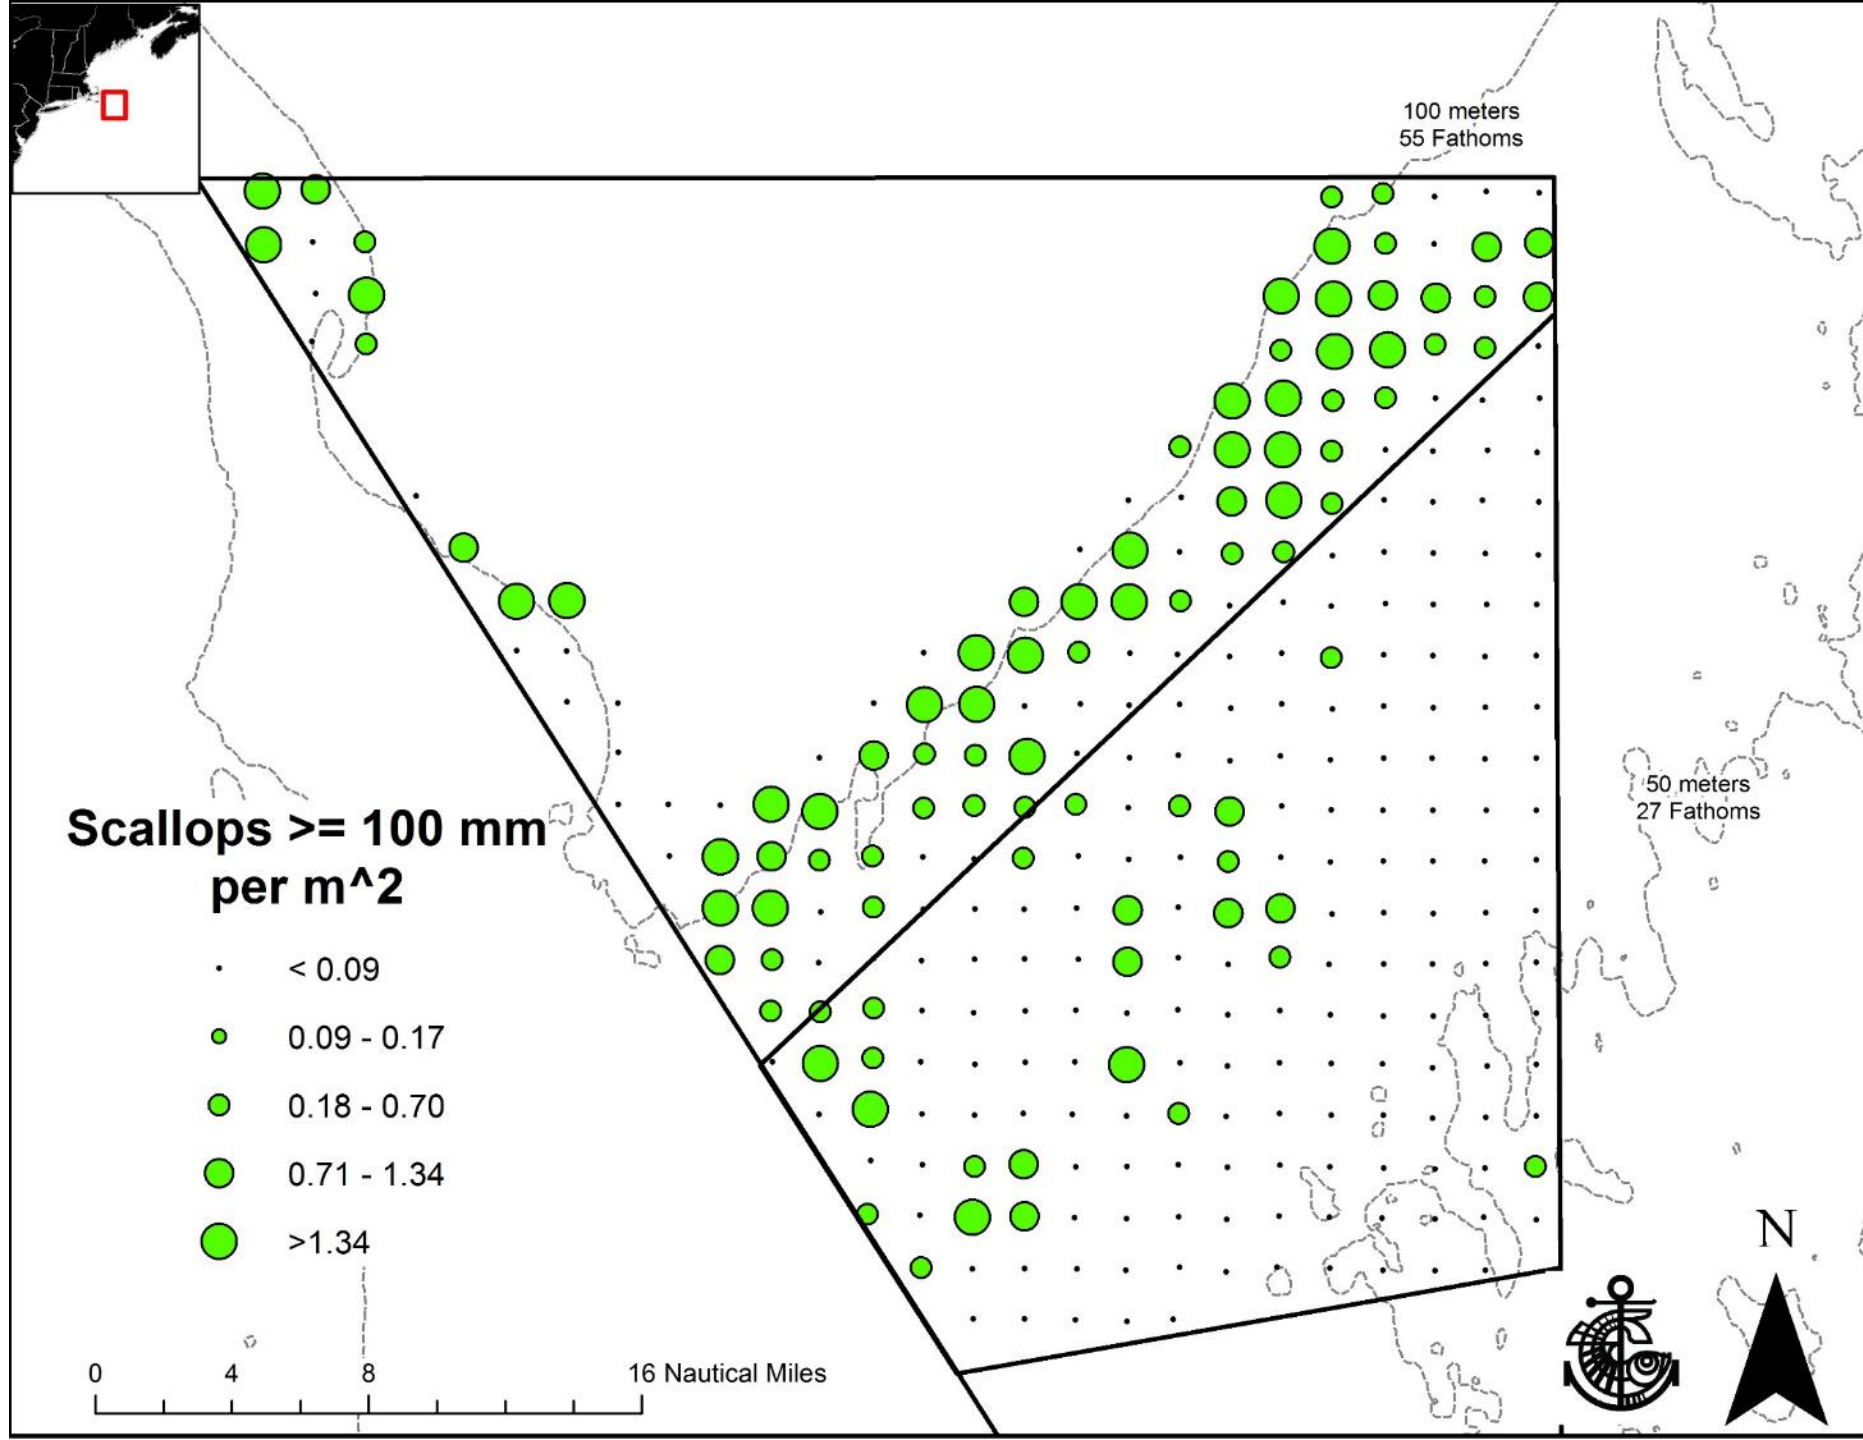 100 meters
55 Fathoms
50 meters
27 Fathoms
Scallops >= 100 mm
per m^2
< 0.09
0.09 - 0.17
0.18 - 0.70
0.71 - 1.34
>1.34
N
0 4 8 16 Nautical Miles